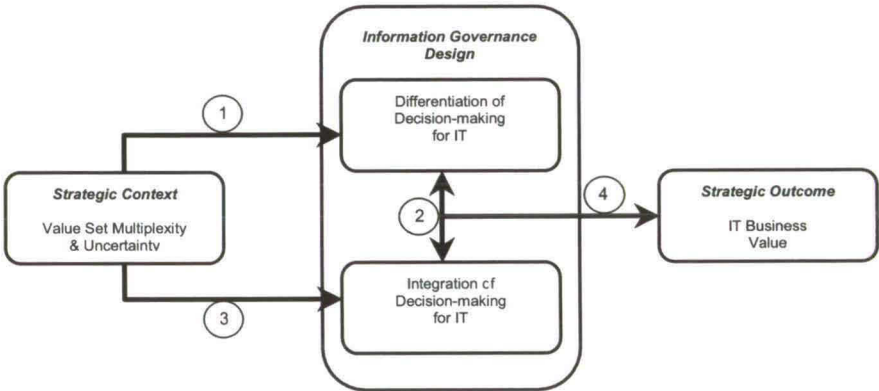 Information Governance
Design
Differentiation of
Decision-making
for IT
1
Strategic Context
Value Set Multiplexity
& Uncertainty
2
4
Strategic Outcome
IT Business
Value
Integration of
Decision-making
for IT
3